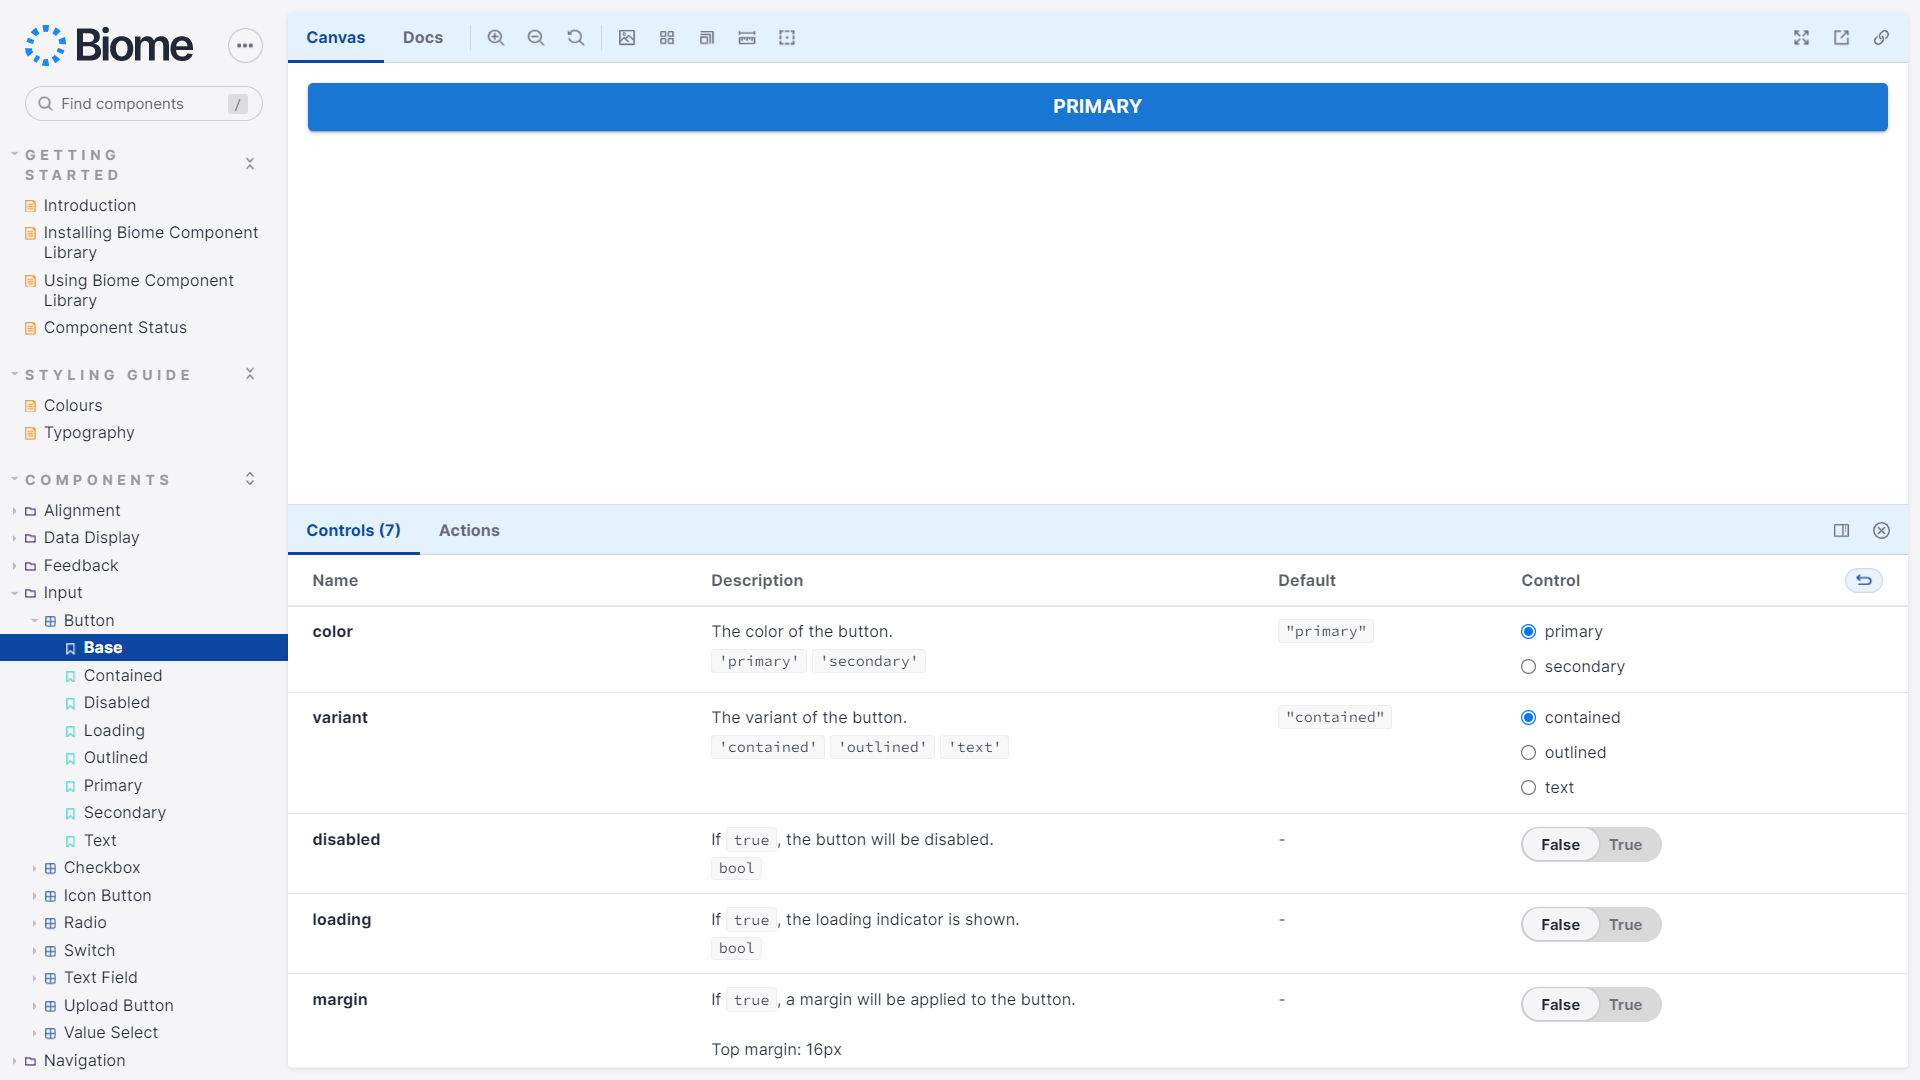 Biome
Find components
/
GETTING
STARTED
Introduction
Installing Biome Component
Library
Using Biome Component
Library
Component Status
STYLING GUIDE
Colours
Typography
COMPONENTS
Alignment
Data Display
Feedback
Input
Button
Base
Contained
Disabled
Loading
Outlined
Primary
Secondary
Text
Checkbox
Icon Button
Radio
Switch
Text Field
Upload Button
Value Select
Navigation
Canvas Docs
PRIMARY
Controls (7) Actions
Name Description Default Control
color The color of the button. "primary" primary
'primary' 'secondary' secondary
variant The variant of the button. "contained" contained
'contained' 'outlined' 'text' outlined
text
disabled If true, the button will be disabled. - False True
bool
loading If true, the loading indicator is shown. - False True
bool
margin If true, a margin will be applied to the button. - False True
Top margin: 16px